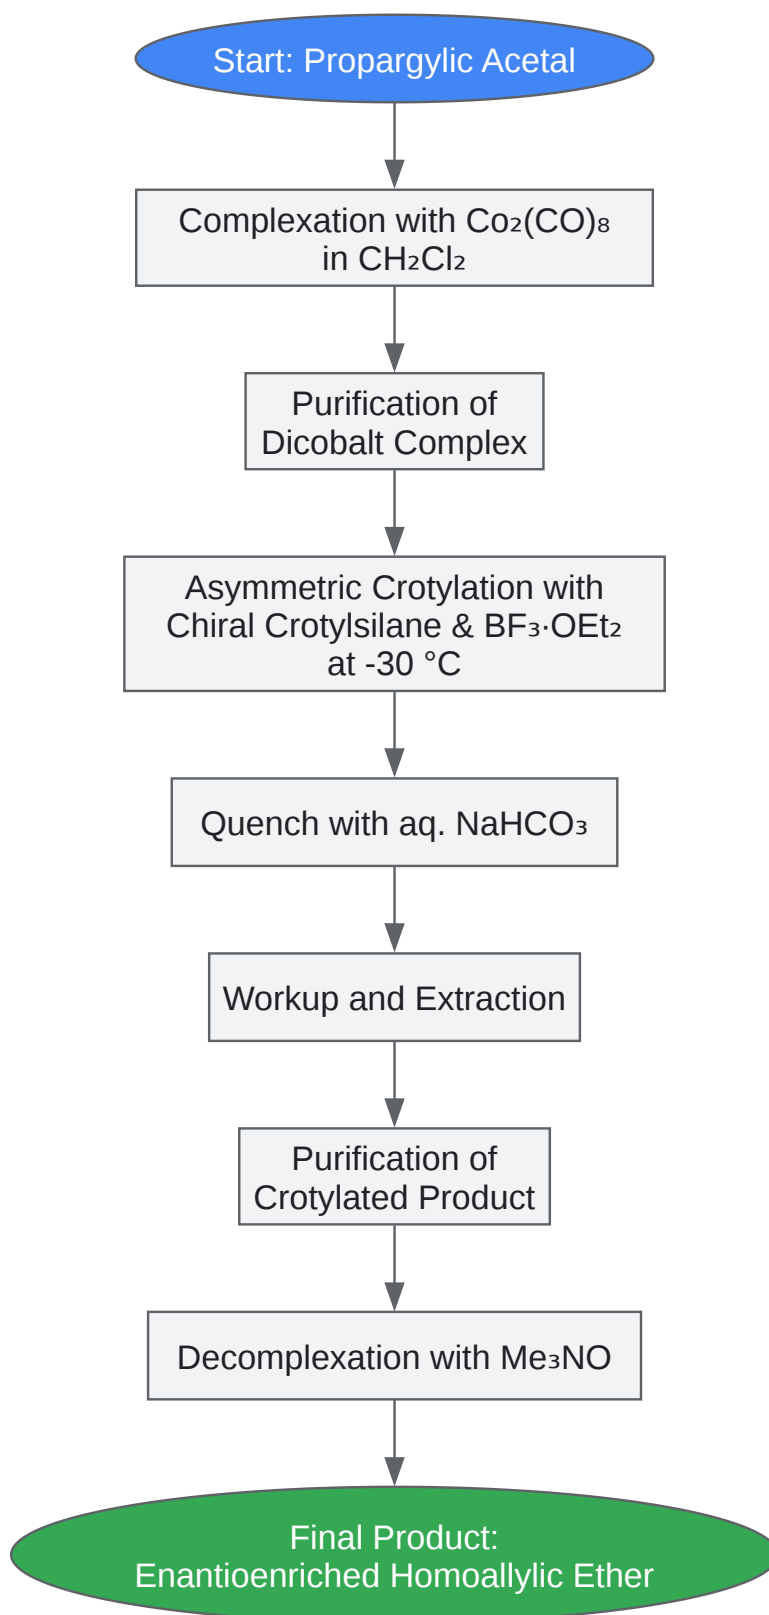 Start: Propargylic Acetal
Complexation with Co₂(CO)₈
in CH₂Cl₂
Purification of
Dicobalt Complex
Asymmetric Crotylation with
Chiral Crotylsilane & BF₃·OEt₂
at -30 °C
Quench with aq. NaHCO₃
Workup and Extraction
Purification of
Crotylated Product
Decomplexation with Me₃NO
Final Product:
Enantioenriched Homoallylic Ether